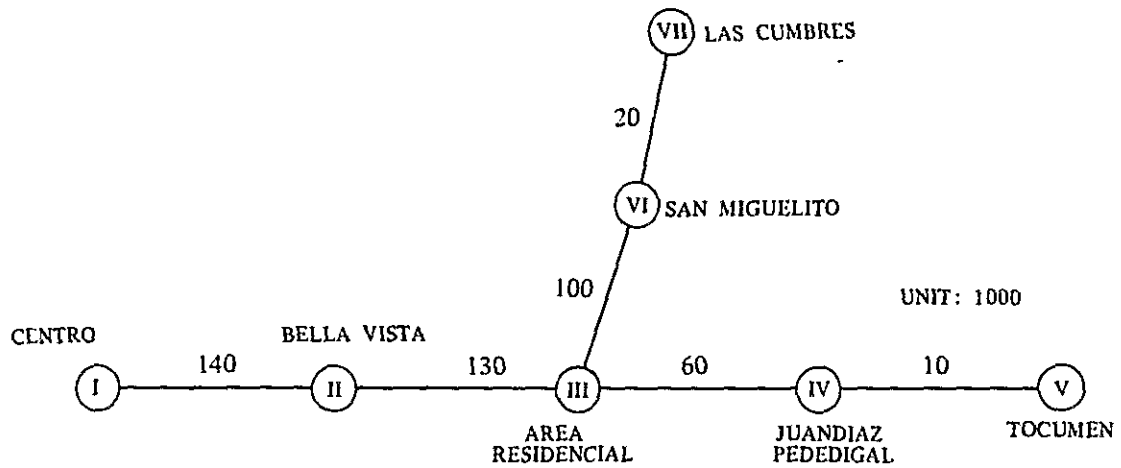 VII LAS CUMBRES
20
VI SAN MIGUELITO
100
UNIT: 1000
CENTRO
BELLA VISTA
140
130
60
10
I
II
III
IV
V
AREA
RESIDENCIAL
JUANDIAZ
PEDEDIGAL
TOCUMEN